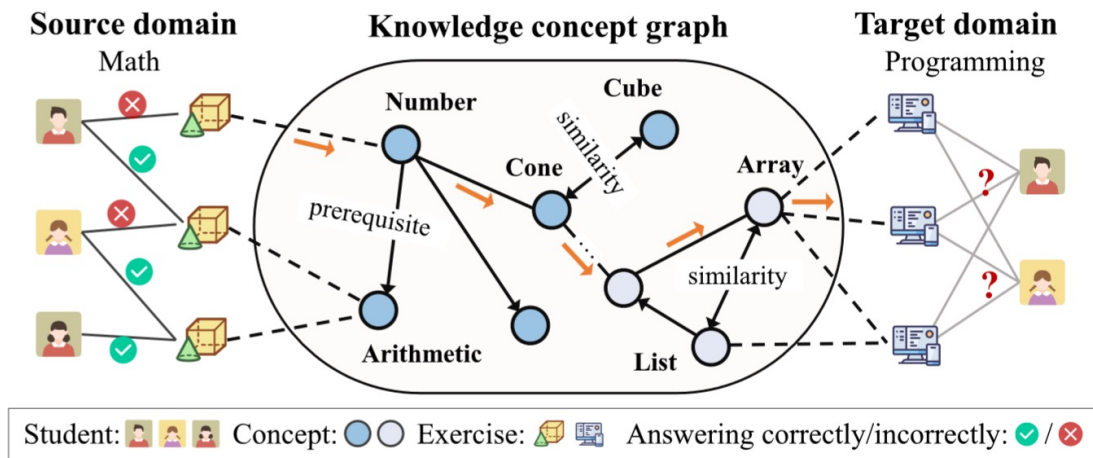 Source domain
Math
Knowledge concept graph
Target domain
Programming
Number
Cube
similarity
Cone
Array
prerequisite
...
similarity
Arithmetic
List
?
?
Student: Concept: Exercise: Answering correctly/incorrectly: /